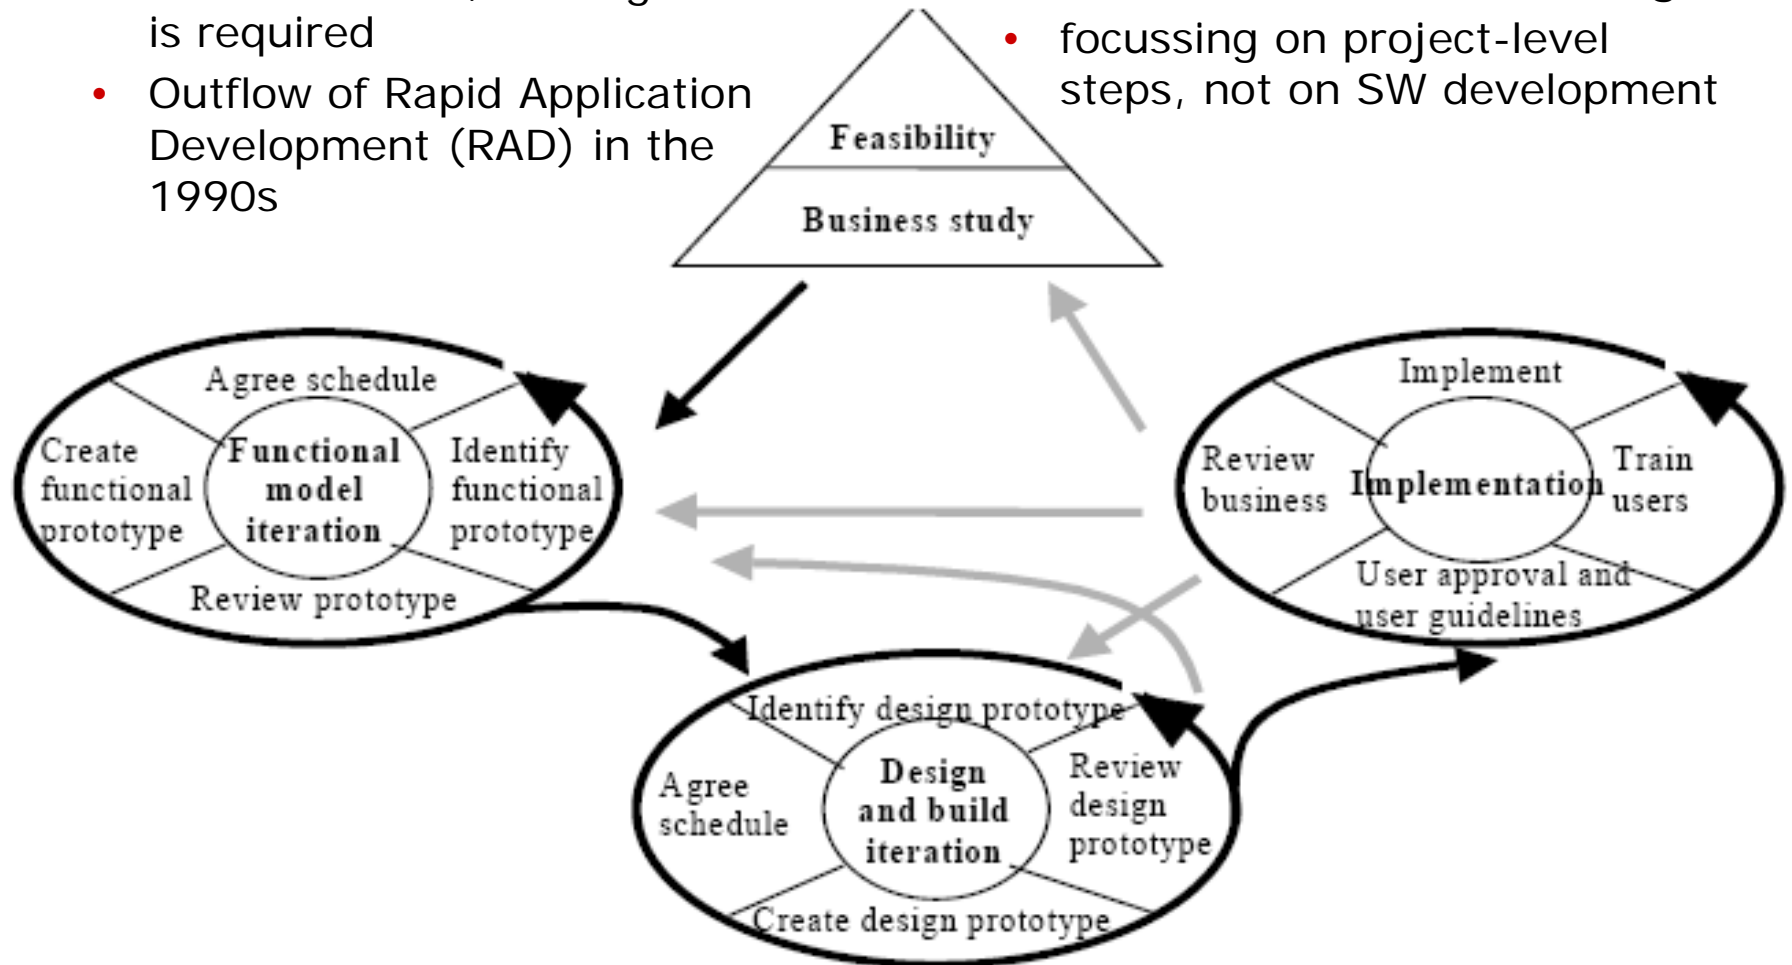 is required
• Outflow of Rapid Application
Development (RAD) in the
1990s
• focussing on project-level
steps, not on SW development
Feasibility
Business study
Agree schedule
Create
functional
prototype
Functional
model
iteration
Identify
functional
prototype
Review prototype
Implement
Review
business
Implementation
Train
users
User approval and
user guidelines
Identify design prototype
Agree
schedule
Design
and build
iteration
Review
design
prototype
Create design prototype